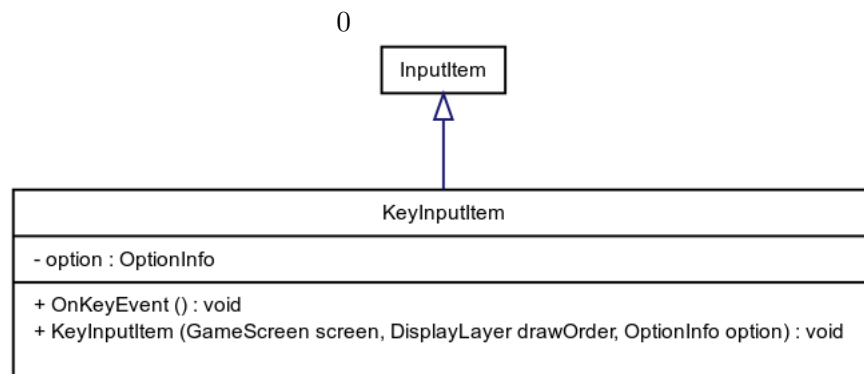 0
InputItem
KeyInputItem
- option : OptionInfo
+ OnKeyEvent () : void
+ KeyInputItem (GameScreen screen, DisplayLayer drawOrder, OptionInfo option) : void